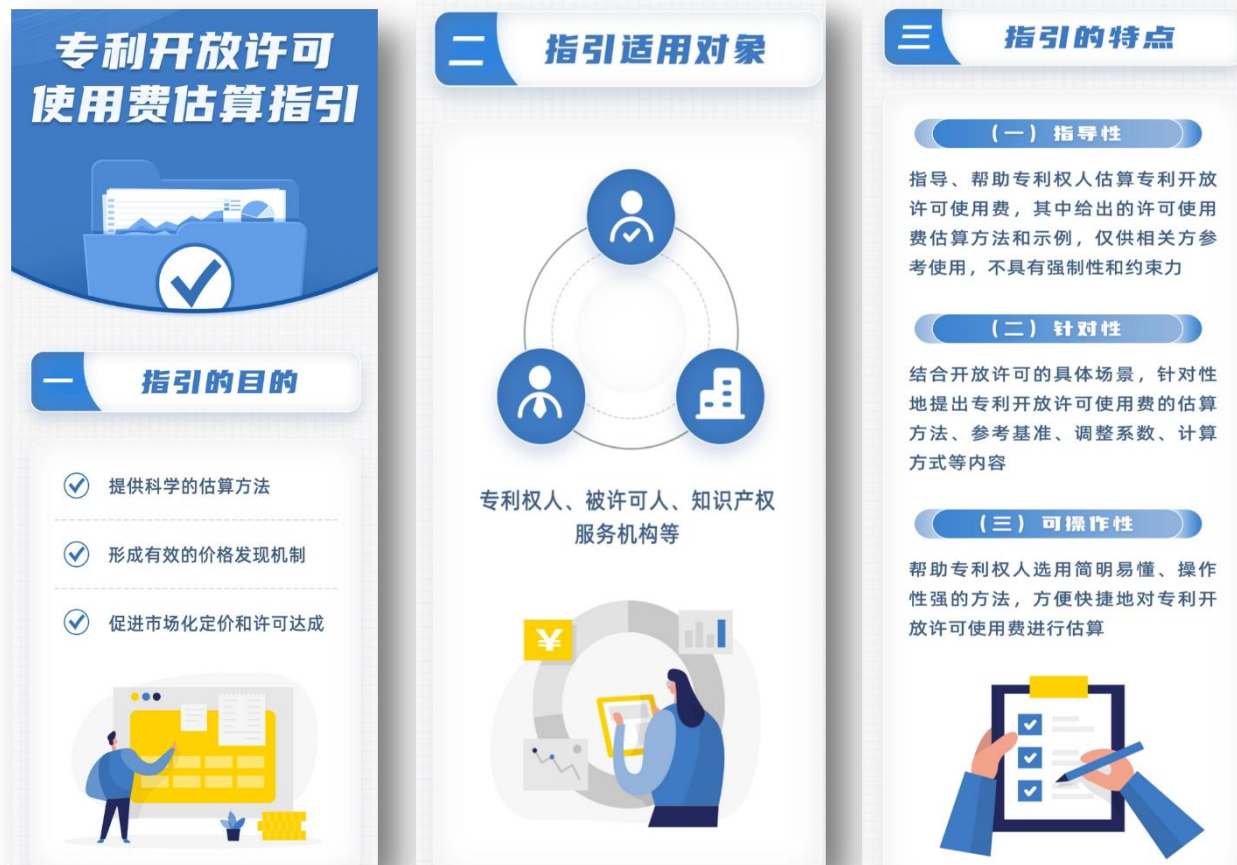 专利开放许可
使用费估算指引
一 指引的目的
提供科学的估算方法
形成有效的价格发现机制
促进市场化定价和许可达成
二 指引适用对象
专利权人、被许可人、知识产权
服务机构等
¥
三 指引的特点
(一) 指导性
指导、帮助专利权人估算专利开放
许可使用费，其中给出的许可使用
费估算方法和示例，仅供相关方参
考使用，不具有强制性和约束力
(二) 针对性
结合开放许可的具体场景，针对性
地提出专利开放许可使用费的估算
方法、参考基准、调整系数、计算
方式等内容
(三) 可操作性
帮助专利权人选用简明易懂、操作
性强的方法，方便快捷地对专利开
放许可使用费进行估算